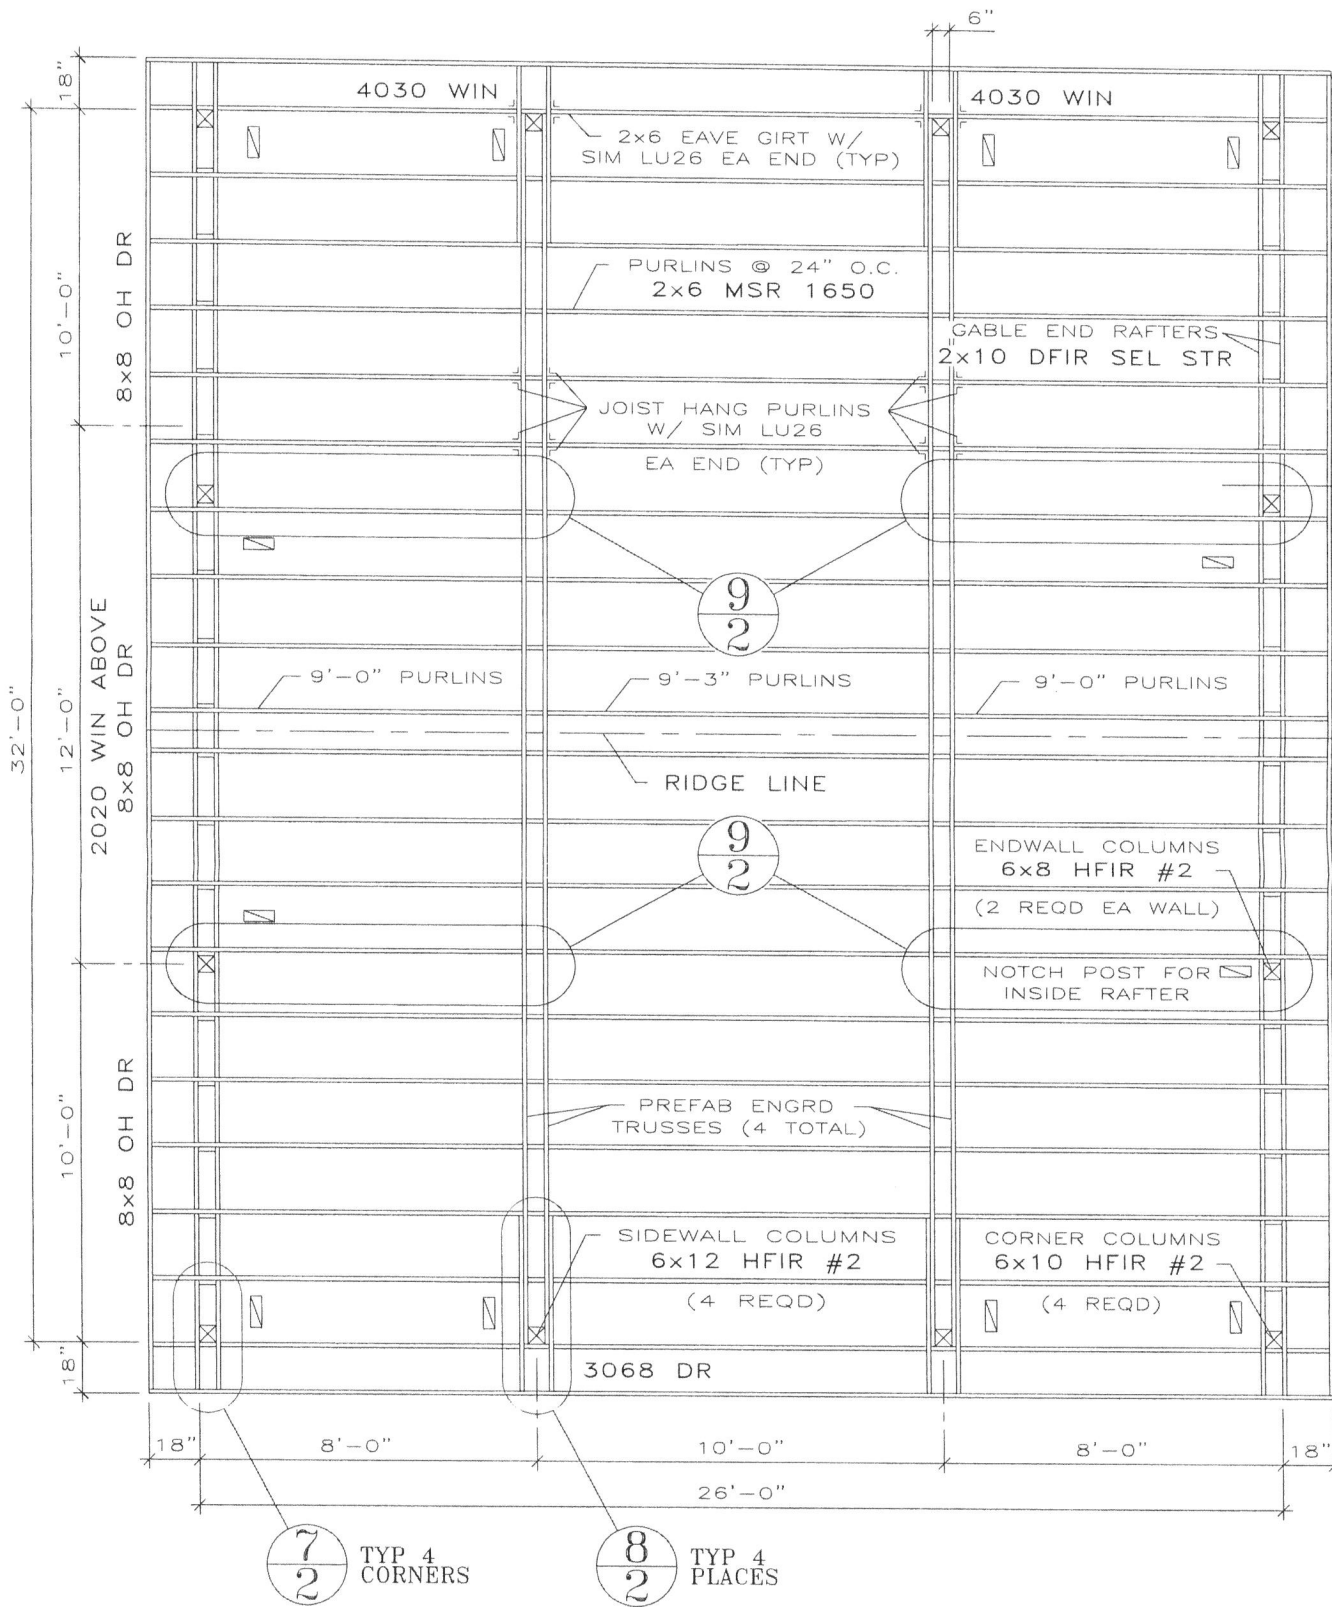 6"
18"
4030 WIN
4030 WIN
2x6 EAVE GIRT W/
SIM LU26 EA END (TYP)
8x8 OH DR
10'-0"
PURLINS @ 24" O.C.
2x6 MSR 1650
GABLE END RAFTERS
2x10 DFIR SEL STR
JOIST HANG PURLINS
W/ SIM LU26
EA END (TYP)
9
2
32'-0"
12'-0"
2020 WIN ABOVE
8x8 OH DR
9'-0" PURLINS
9'-3" PURLINS
9'-0" PURLINS
RIDGE LINE
9
2
ENDWALL COLUMNS
6x8 HFIR #2
(2 REQD EA WALL)
NOTCH POST FOR
INSIDE RAFTER
10'-0"
8x8 OH DR
PREFAB ENGRD
TRUSSES (4 TOTAL)
SIDEWALL COLUMNS
6x12 HFIR #2
(4 REQD)
CORNER COLUMNS
6x10 HFIR #2
(4 REQD)
18"
3068 DR
18"
8'-0"
10'-0"
8'-0"
18"
26'-0"
7
2
TYP 4
CORNERS
8
2
TYP 4
PLACES